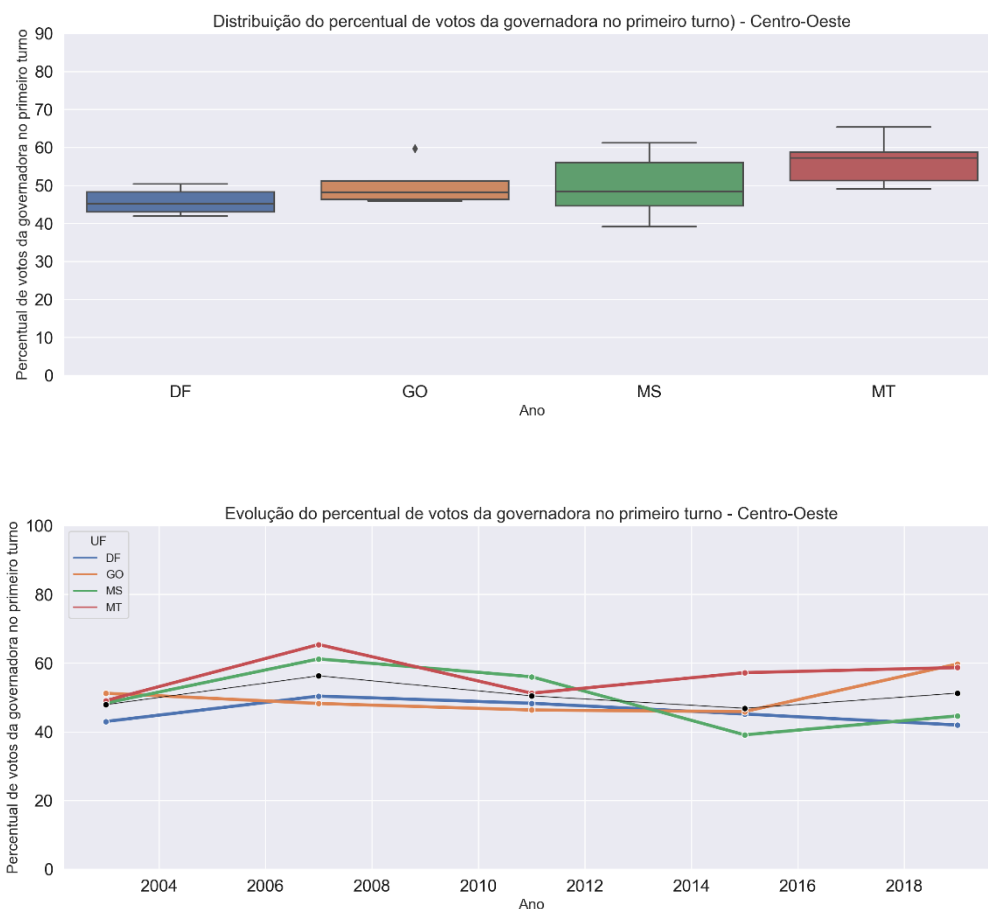 Distribuição do percentual de votos da governadora no primeiro turno) - Centro-Oeste
Percentual de votos da governadora no primeiro turno
90
80
70
60
50
40
30
20
10
0
DF GO MS MT
Ano
Evolução do percentual de votos da governadora no primeiro turno - Centro-Oeste
Percentual de votos da governadora no primeiro turno
100
80
60
40
20
0
UF
DF
GO
MS
MT
2004 2006 2008 2010 2012 2014 2016 2018
Ano